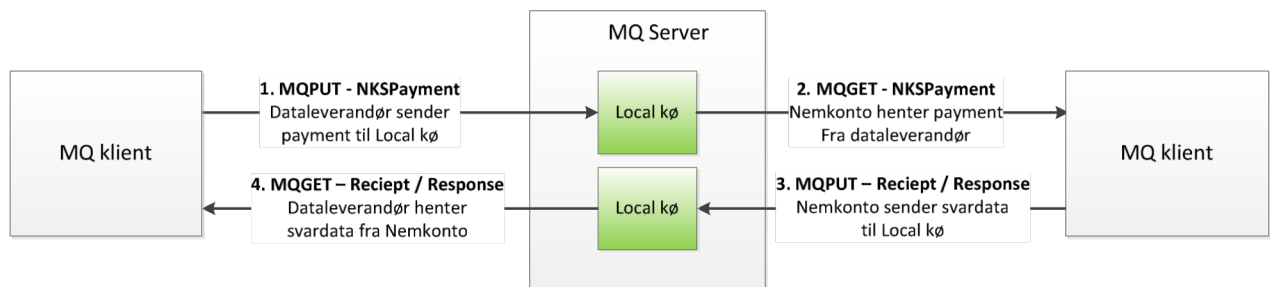 MQ Server
MQ klient
1. MQPUT - NKSPayment
Dataleverandør sender
payment til Local kø
Local kø
2. MQGET - NKSPayment
Nemkonto henter payment
Fra dataleverandør
MQ klient
4. MQGET – Reciept / Response
Dataleverandør henter
svardata fra Nemkonto
Local kø
3. MQPUT – Reciept / Response
Nemkonto sender svardata
til Local kø